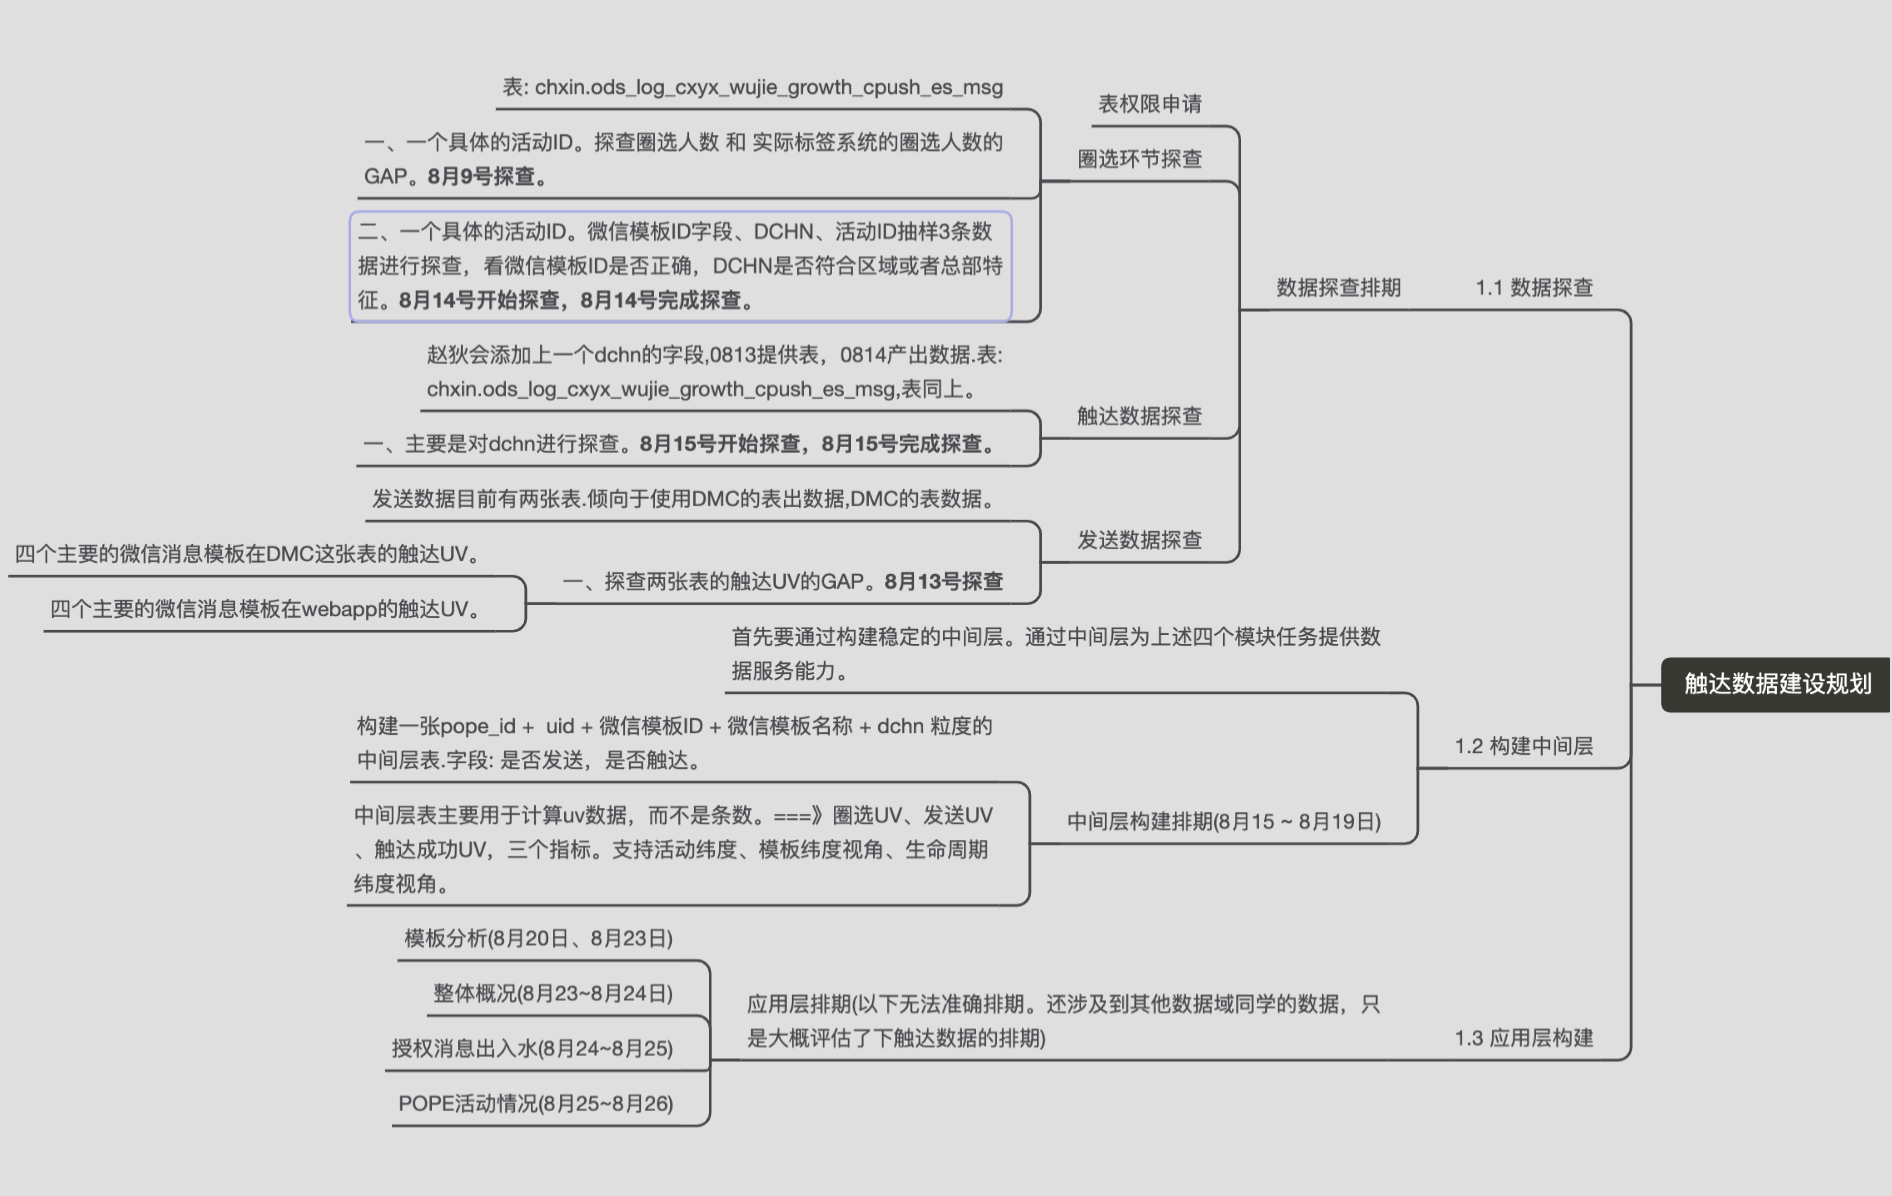 表: chxin.ods_log_cxyx_wujie_growth_cpush_es_msg
表权限申请
一、一个具体的活动ID。探查圈选人数 和 实际标签系统的圈选人数的
GAP。8月9号探查。
圈选环节探查
二、一个具体的活动ID。微信模板ID字段、DCHN、活动ID抽样3条数
据进行探查，看微信模板ID是否正确，DCHN是否符合区域或者总部特
征。8月14号开始探查，8月14号完成探查。
数据探查排期
1.1 数据探查
赵狄会添加上一个dchn的字段,0813提供表，0814产出数据.表:
chxin.ods_log_cxyx_wujie_growth_cpush_es_msg,表同上。
触达数据探查
一、主要是对dchn进行探查。8月15号开始探查，8月15号完成探查。
发送数据目前有两张表.倾向于使用DMC的表出数据,DMC的表数据。
发送数据探查
四个主要的微信消息模板在DMC这张表的触达UV。
一、探查两张表的触达UV的GAP。8月13号探查
四个主要的微信消息模板在webapp的触达UV。
首先要通过构建稳定的中间层。通过中间层为上述四个模块任务提供数
据服务能力。
触达数据建设规划
构建一张pope_id + uid + 微信模板ID + 微信模板名称 + dchn 粒度的
中间层表.字段: 是否发送，是否触达。
1.2 构建中间层
中间层表主要用于计算uv数据，而不是条数。===》圈选UV、发送UV
、触达成功UV，三个指标。支持活动纬度、模板纬度视角、生命周期
纬度视角。
中间层构建排期(8月15 ~ 8月19日)
模板分析(8月20日、8月23日)
整体概况(8月23~8月24日)
授权消息出入水(8月24~8月25)
POPE活动情况(8月25~8月26)
应用层排期(以下无法准确排期。还涉及到其他数据域同学的数据，只
是大概评估了下触达数据的排期)
1.3 应用层构建